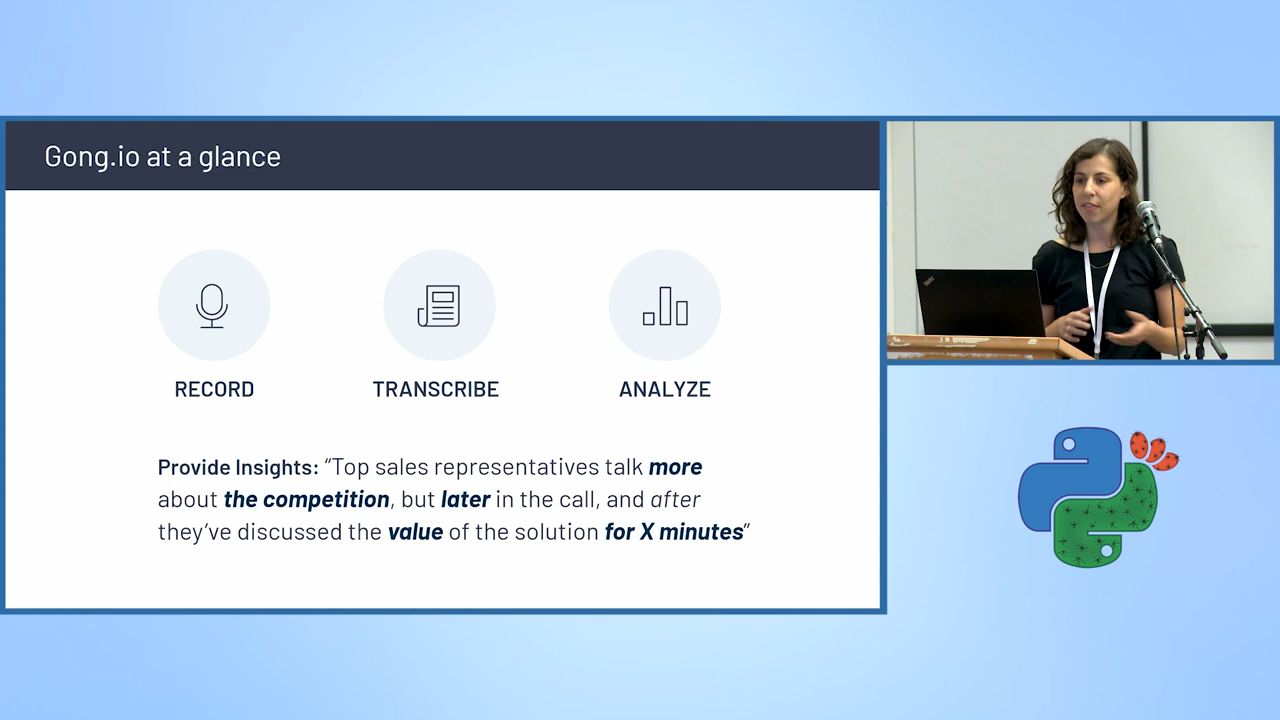 Gong.io at a glance
RECORD
TRANSCRIBE
ANALYZE
Provide Insights: “Top sales representatives talk more
about the competition, but later in the call, and after
they’ve discussed the value of the solution for X minutes”